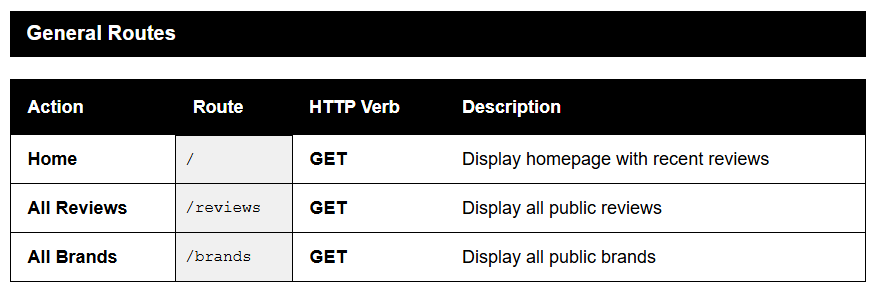 General Routes
Action Route HTTP Verb Description
Home / GET Display homepage with recent reviews
All Reviews /reviews GET Display all public reviews
All Brands /brands GET Display all public brands